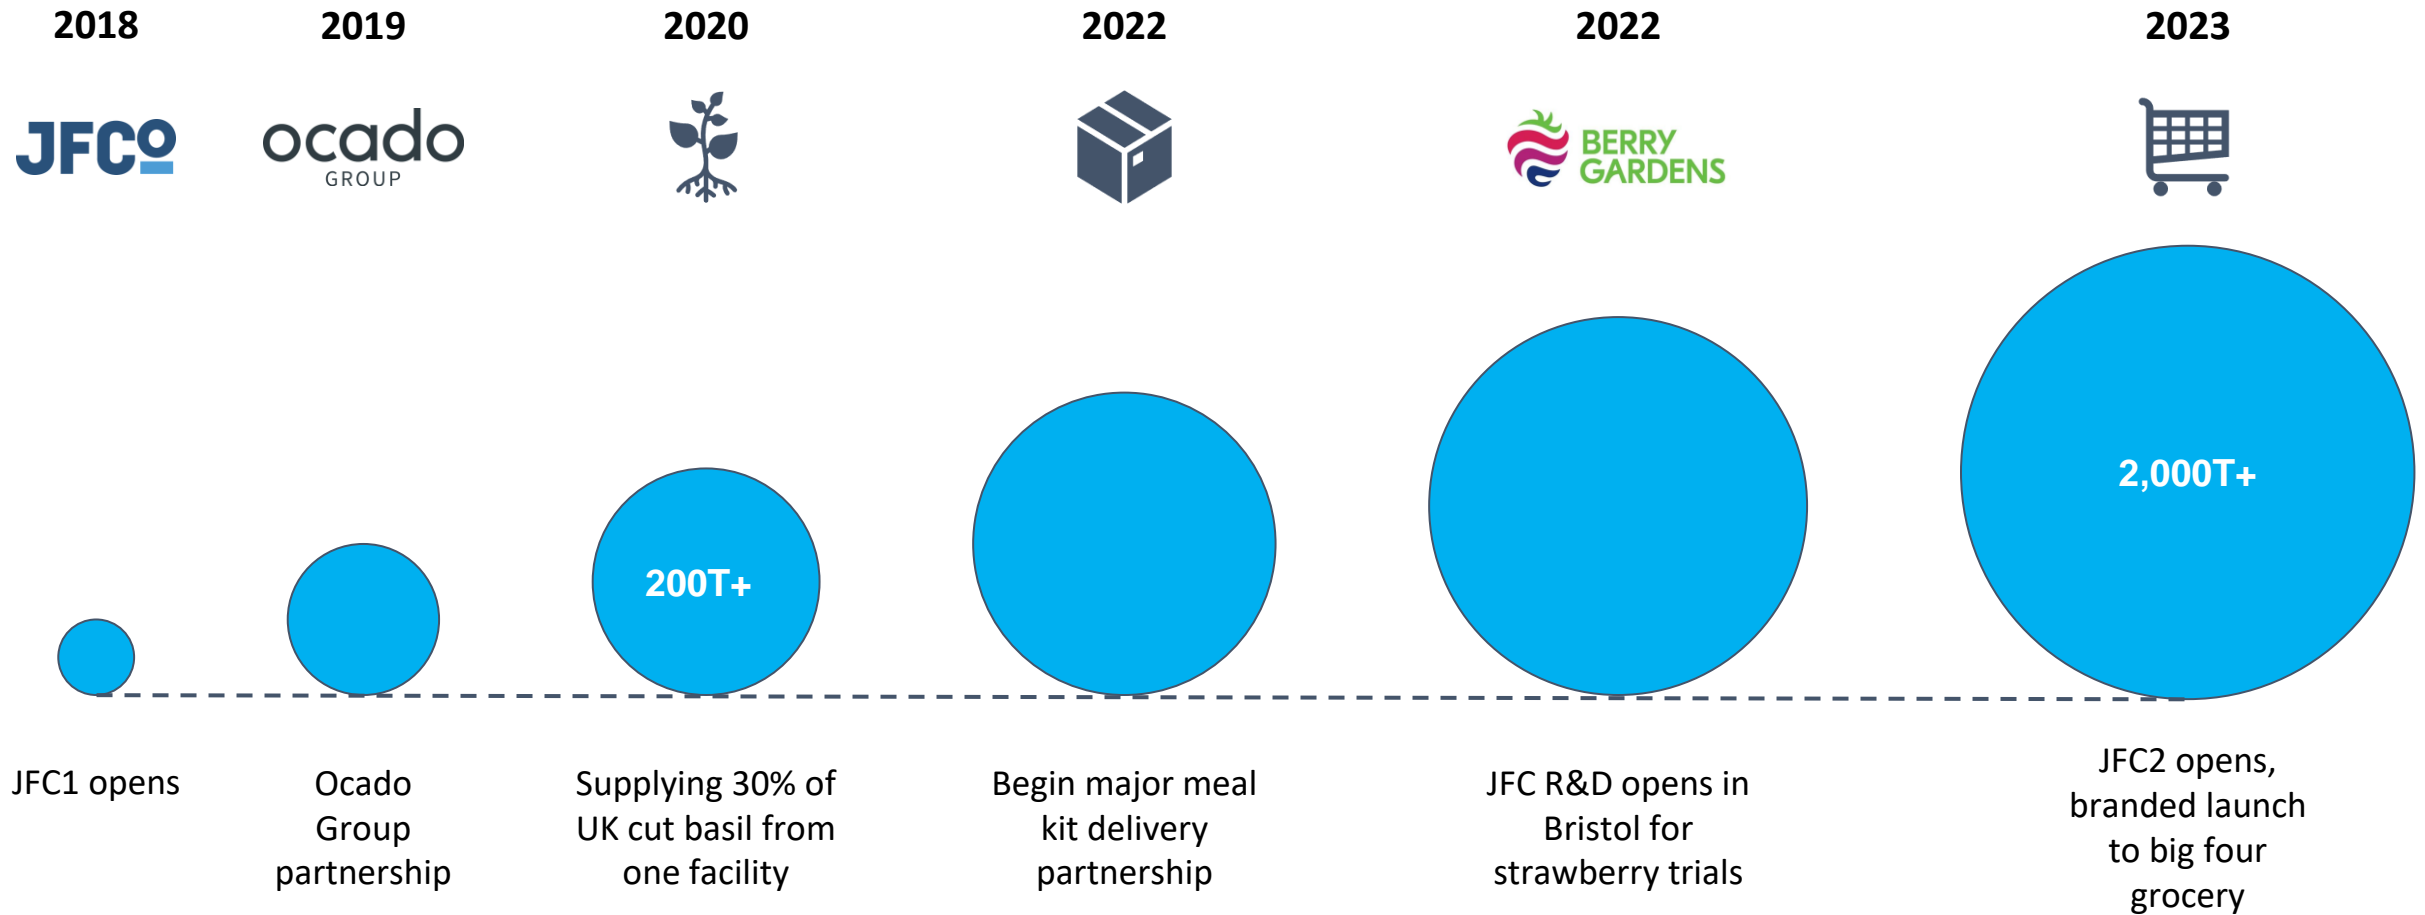 2018
2019
2020
2022
2022
2023
JFCo
ocado
GROUP
BERRY
GARDENS
200T+
2,000T+
JFC1 opens
Ocado
Group
partnership
Supplying 30% of
UK cut basil from
one facility
Begin major meal
kit delivery
partnership
JFC R&D opens in
Bristol for
strawberry trials
JFC2 opens,
branded launch
to big four
grocery